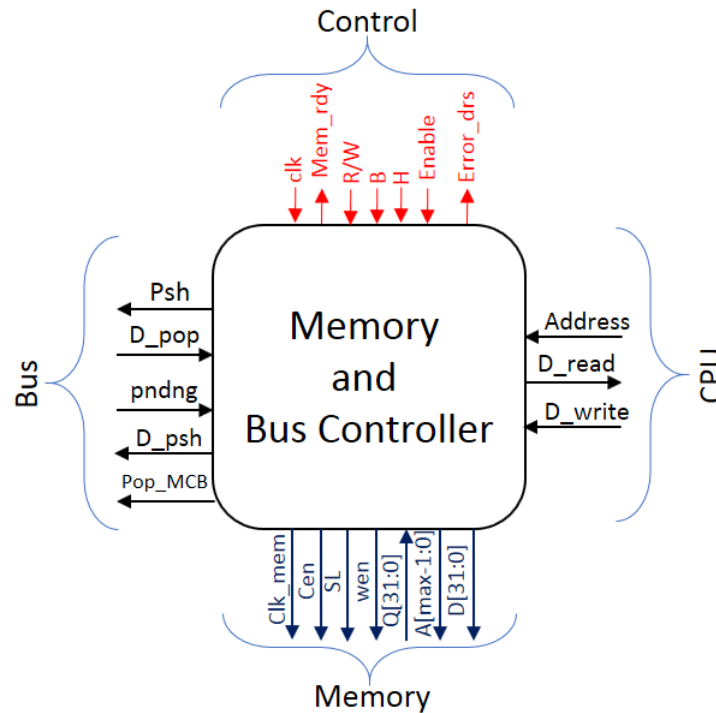 Control
clk
Mem_rdy
R/W
B
H
Enable
Error_drs
Bus
Psh
D_pop
pndng
D_psh
Pop_MCB
Memory
and
Bus Controller
Address
D_read
D_write
CPU
Clk_mem
Cen
SL
wen
Q[31:0]
A[max-1:0]
D[31:0]
Memory